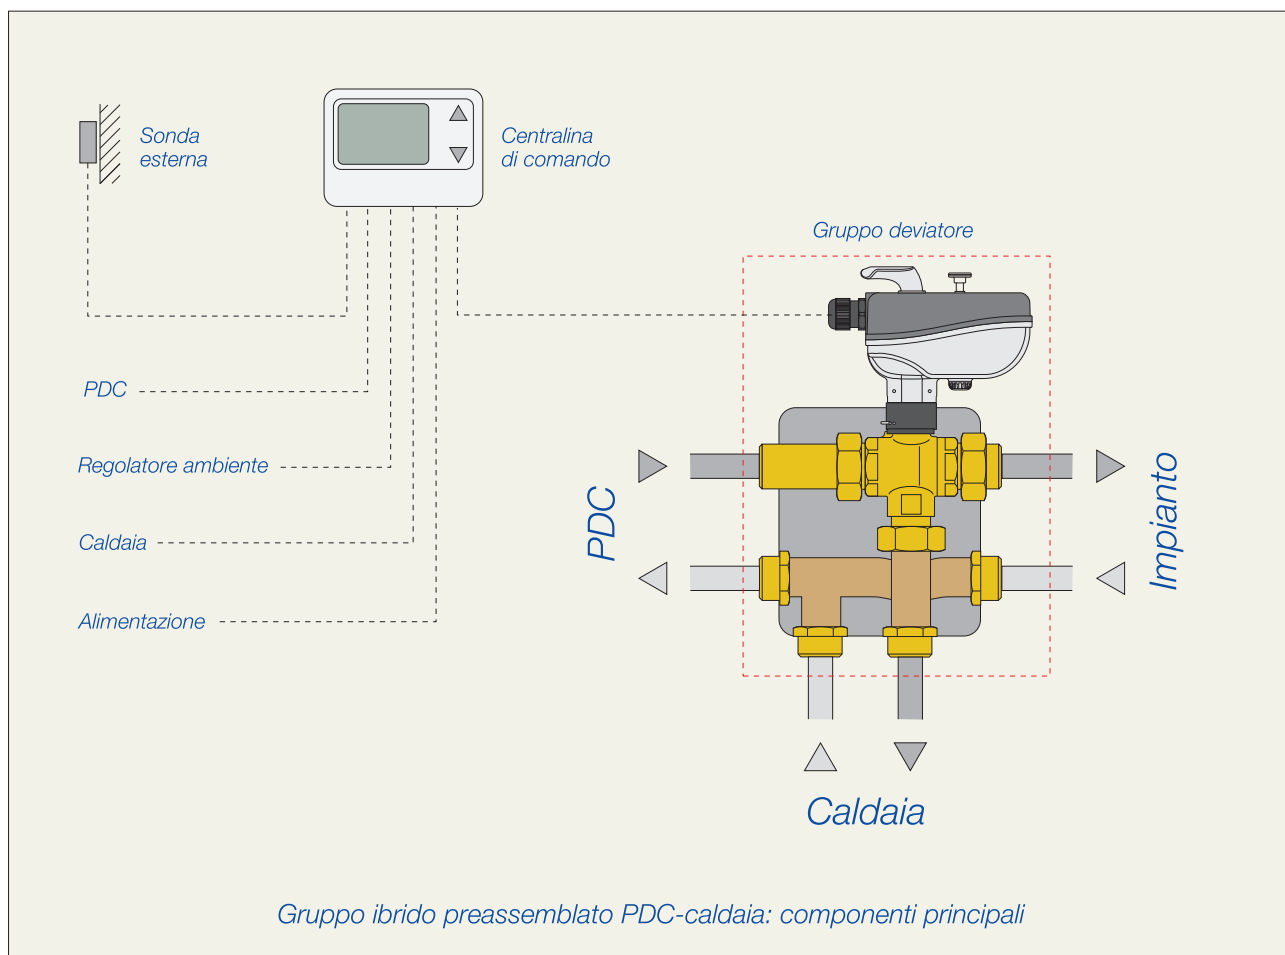 Sonda
esterna
Centralina
di comando
Gruppo deviatore
PDC
Regolatore ambiente
Caldaia
Alimentazione
PDC
Impianto
Caldaia
Gruppo ibrido preassemblato PDC-caldaia: componenti principali